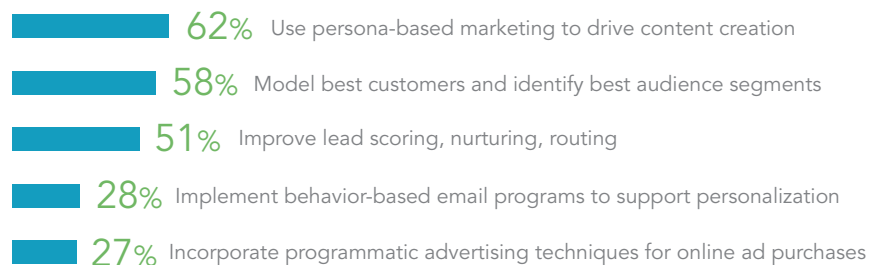 62% Use persona-based marketing to drive content creation
58% Model best customers and identify best audience segments
51% Improve lead scoring, nurturing, routing
28% Implement behavior-based email programs to support personalization
27% Incorporate programmatic advertising techniques for online ad purchases